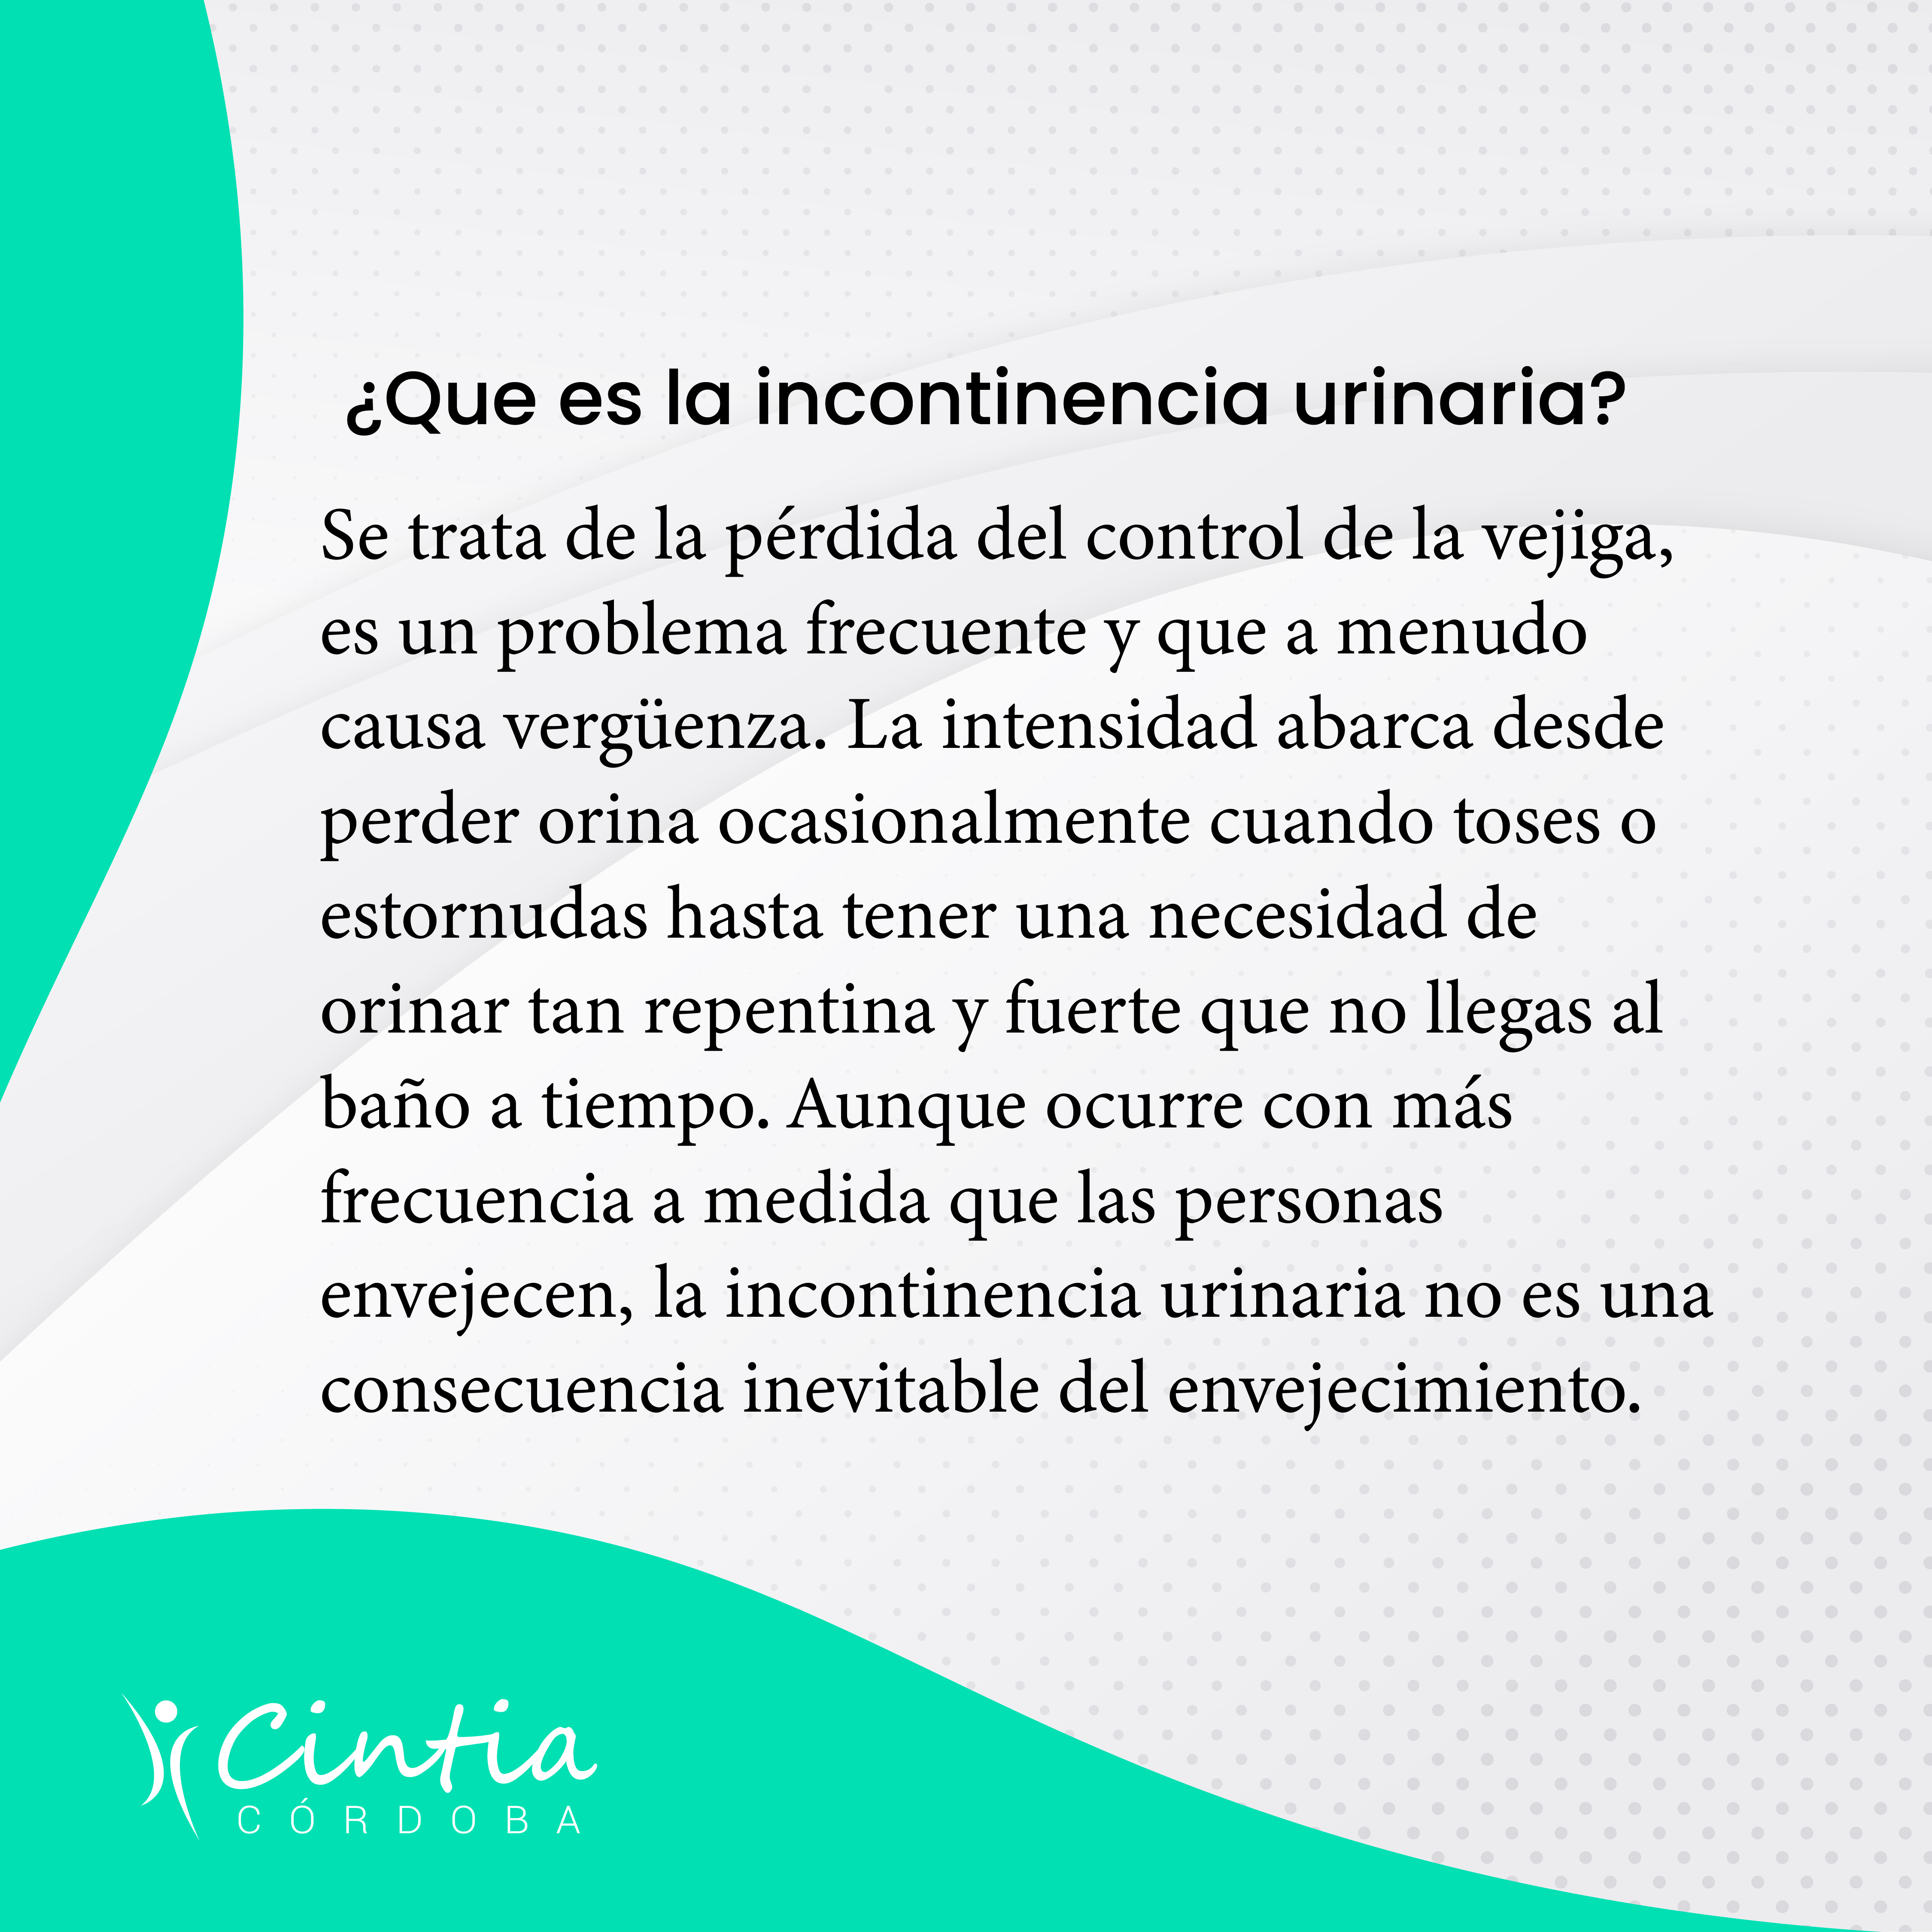 ¿Que es la incontinencia urinaria?
Se trata de la pérdida del control de la vejiga,
es un problema frecuente y que a menudo
causa vergüenza. La intensidad abarca desde
perder orina ocasionalmente cuando toses o
estornudas hasta tener una necesidad de
orinar tan repentina y fuerte que no llegas al
baño a tiempo. Aunque ocurre con más
frecuencia a medida que las personas
envejecen, la incontinencia urinaria no es una
consecuencia inevitable del envejecimiento.
Cintia
CÓRDOBA